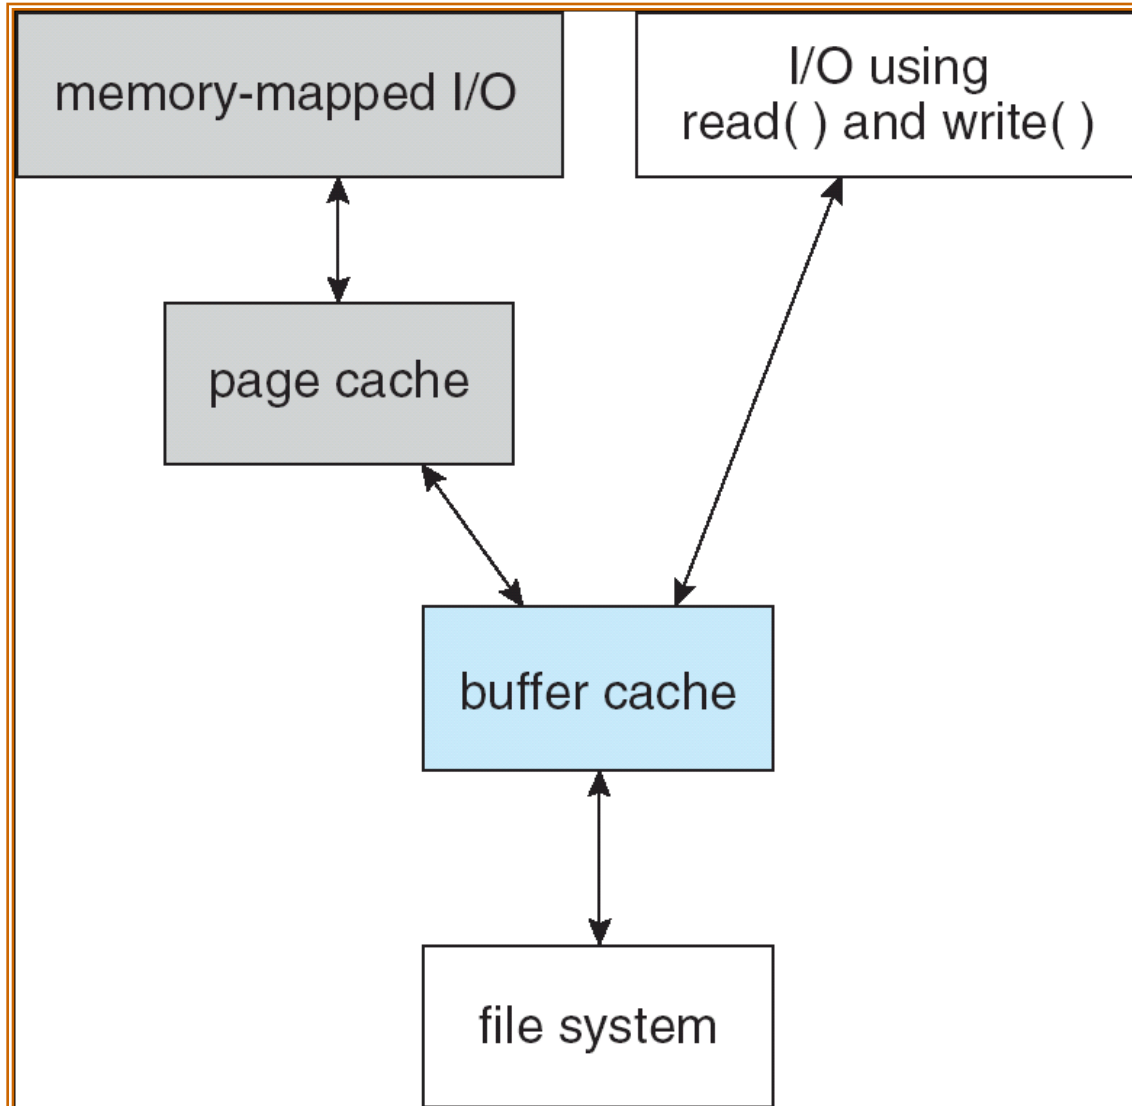 memory-mapped I/O
I/O using
read( ) and write( )
page cache
buffer cache
file system